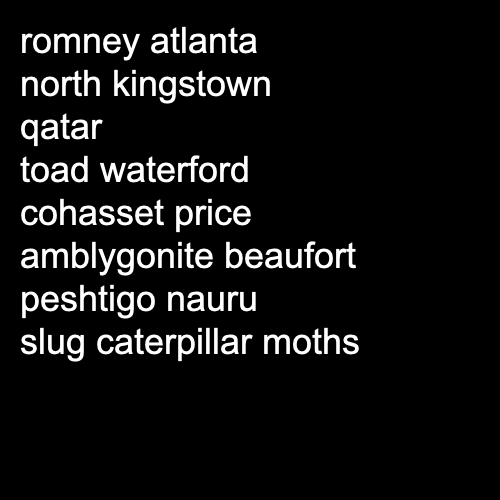 romney atlanta
north kingstown
qatar
toad waterford
cohasset price
amblygonite beaufort
peshtigo nauru
slug caterpillar moths